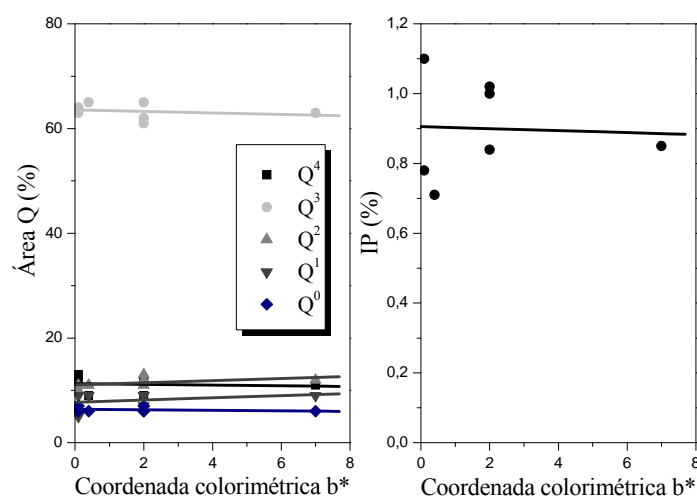 80
60
40
20
0
Área Q (%)
0 2 4 6 8
Coordenada colorimétrica b*
Q⁴
Q³
Q²
Q¹
Q⁰
1,2
1,0
0,8
0,6
0,4
0,2
0,0
IP (%)
0 2 4 6 8
Coordenada colorimétrica b*